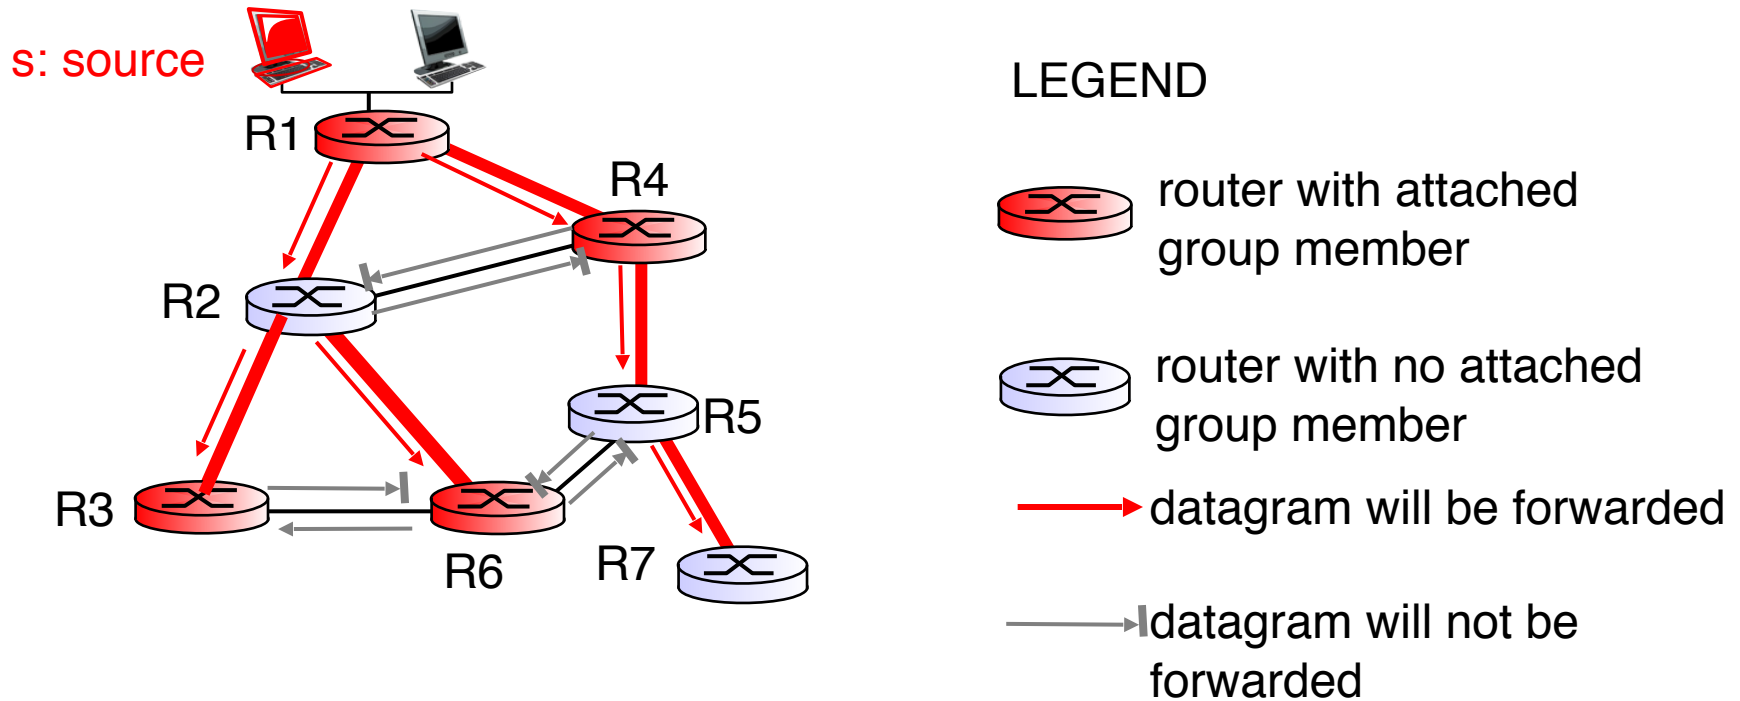 s: source
R1
R4
R2
R5
R3
R6
R7
LEGEND
router with attached
group member
router with no attached
group member
datagram will be forwarded
datagram will not be
forwarded